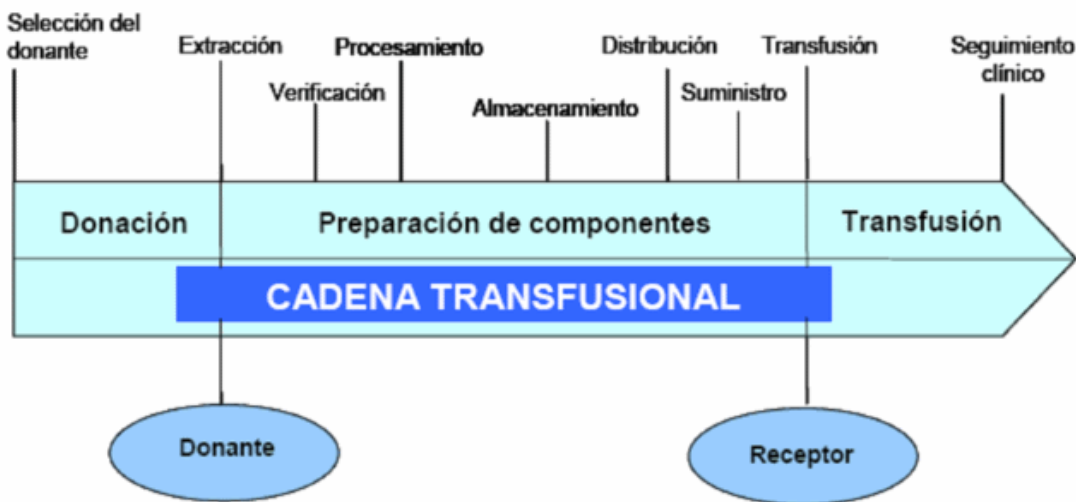 Selección del
donante
Extracción
Verificación
Procesamiento
Almacenamiento
Distribución
Suministro
Transfusión
Seguimiento
clínico
Donación
Preparación de componentes
Transfusión
CADENA TRANSFUSIONAL
Donante
Receptor